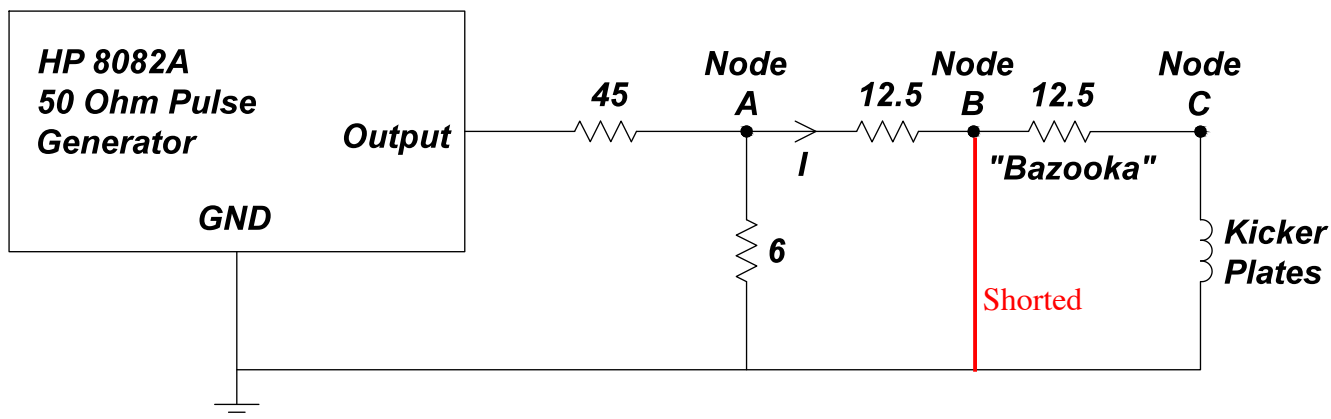 HP 8082A
50 Ohm Pulse
Generator
Output
GND
45
Node
A
I
6
12.5
Node
B
12.5
"Bazooka"
Node
C
Kicker
Plates
Shorted